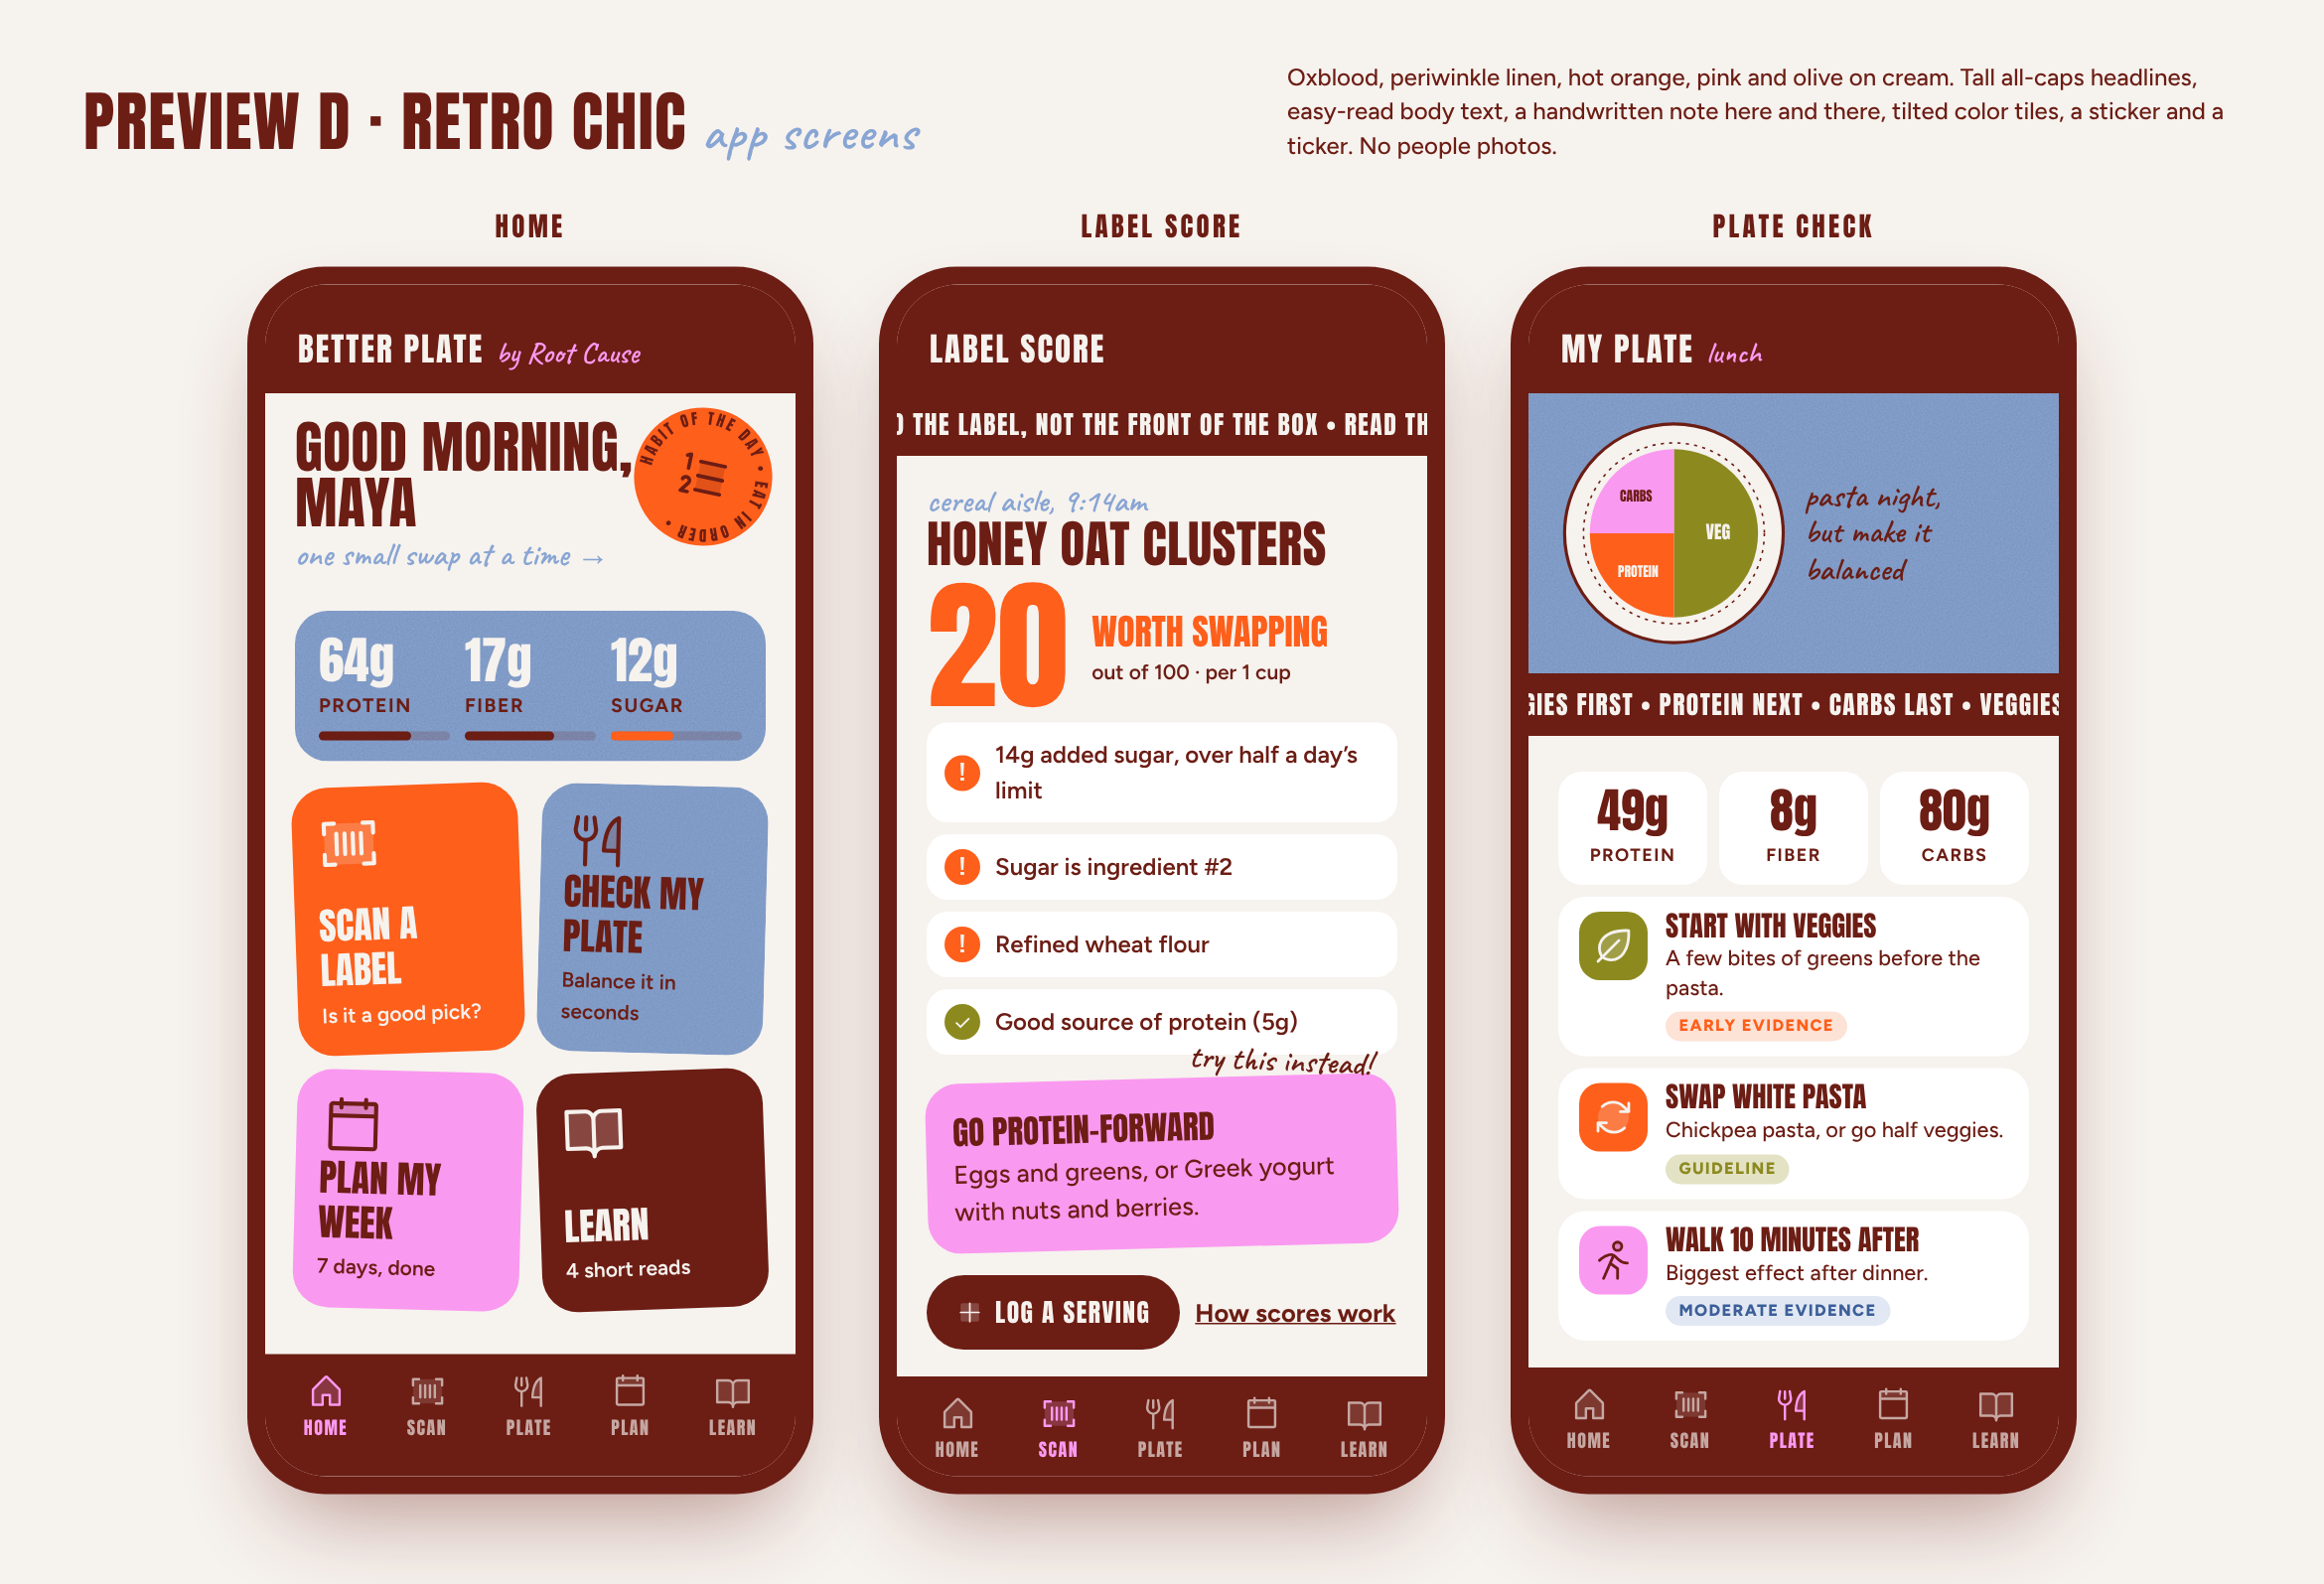 PREVIEW D · RETRO CHIC app screens
Oxblood, periwinkle linen, hot orange, pink and olive on cream. Tall all-caps headlines,
easy-read body text, a handwritten note here and there, tilted color tiles, a sticker and a
ticker. No people photos.
HOME
BETTER PLATE by Root Cause
GOOD MORNING,
MAYA
one small swap at a time →
HABIT OF THE DAY • EAT IN ORDER •
1
2
64g
PROTEIN
17g
FIBER
12g
SUGAR
SCAN A
LABEL
Is it a good pick?
CHECK MY
PLATE
Balance it in
seconds
PLAN MY
WEEK
7 days, done
LEARN
4 short reads
HOME
SCAN
PLATE
PLAN
LEARN
LABEL SCORE
LABEL SCORE
D THE LABEL, NOT THE FRONT OF THE BOX • READ TH
cereal aisle, 9:14am
HONEY OAT CLUSTERS
20
WORTH SWAPPING
out of 100 · per 1 cup
! 14g added sugar, over half a day’s
limit
! Sugar is ingredient #2
! Refined wheat flour
Good source of protein (5g)
try this instead!
GO PROTEIN-FORWARD
Eggs and greens, or Greek yogurt
with nuts and berries.
LOG A SERVING
How scores work
HOME
SCAN
PLATE
PLAN
LEARN
PLATE CHECK
MY PLATE lunch
CARBS
VEG
PROTEIN
pasta night,
but make it
balanced
GIES FIRST • PROTEIN NEXT • CARBS LAST • VEGGIES
49g
PROTEIN
8g
FIBER
80g
CARBS
START WITH VEGGIES
A few bites of greens before the
pasta.
EARLY EVIDENCE
SWAP WHITE PASTA
Chickpea pasta, or go half veggies.
GUIDELINE
WALK 10 MINUTES AFTER
Biggest effect after dinner.
MODERATE EVIDENCE
HOME
SCAN
PLATE
PLAN
LEARN